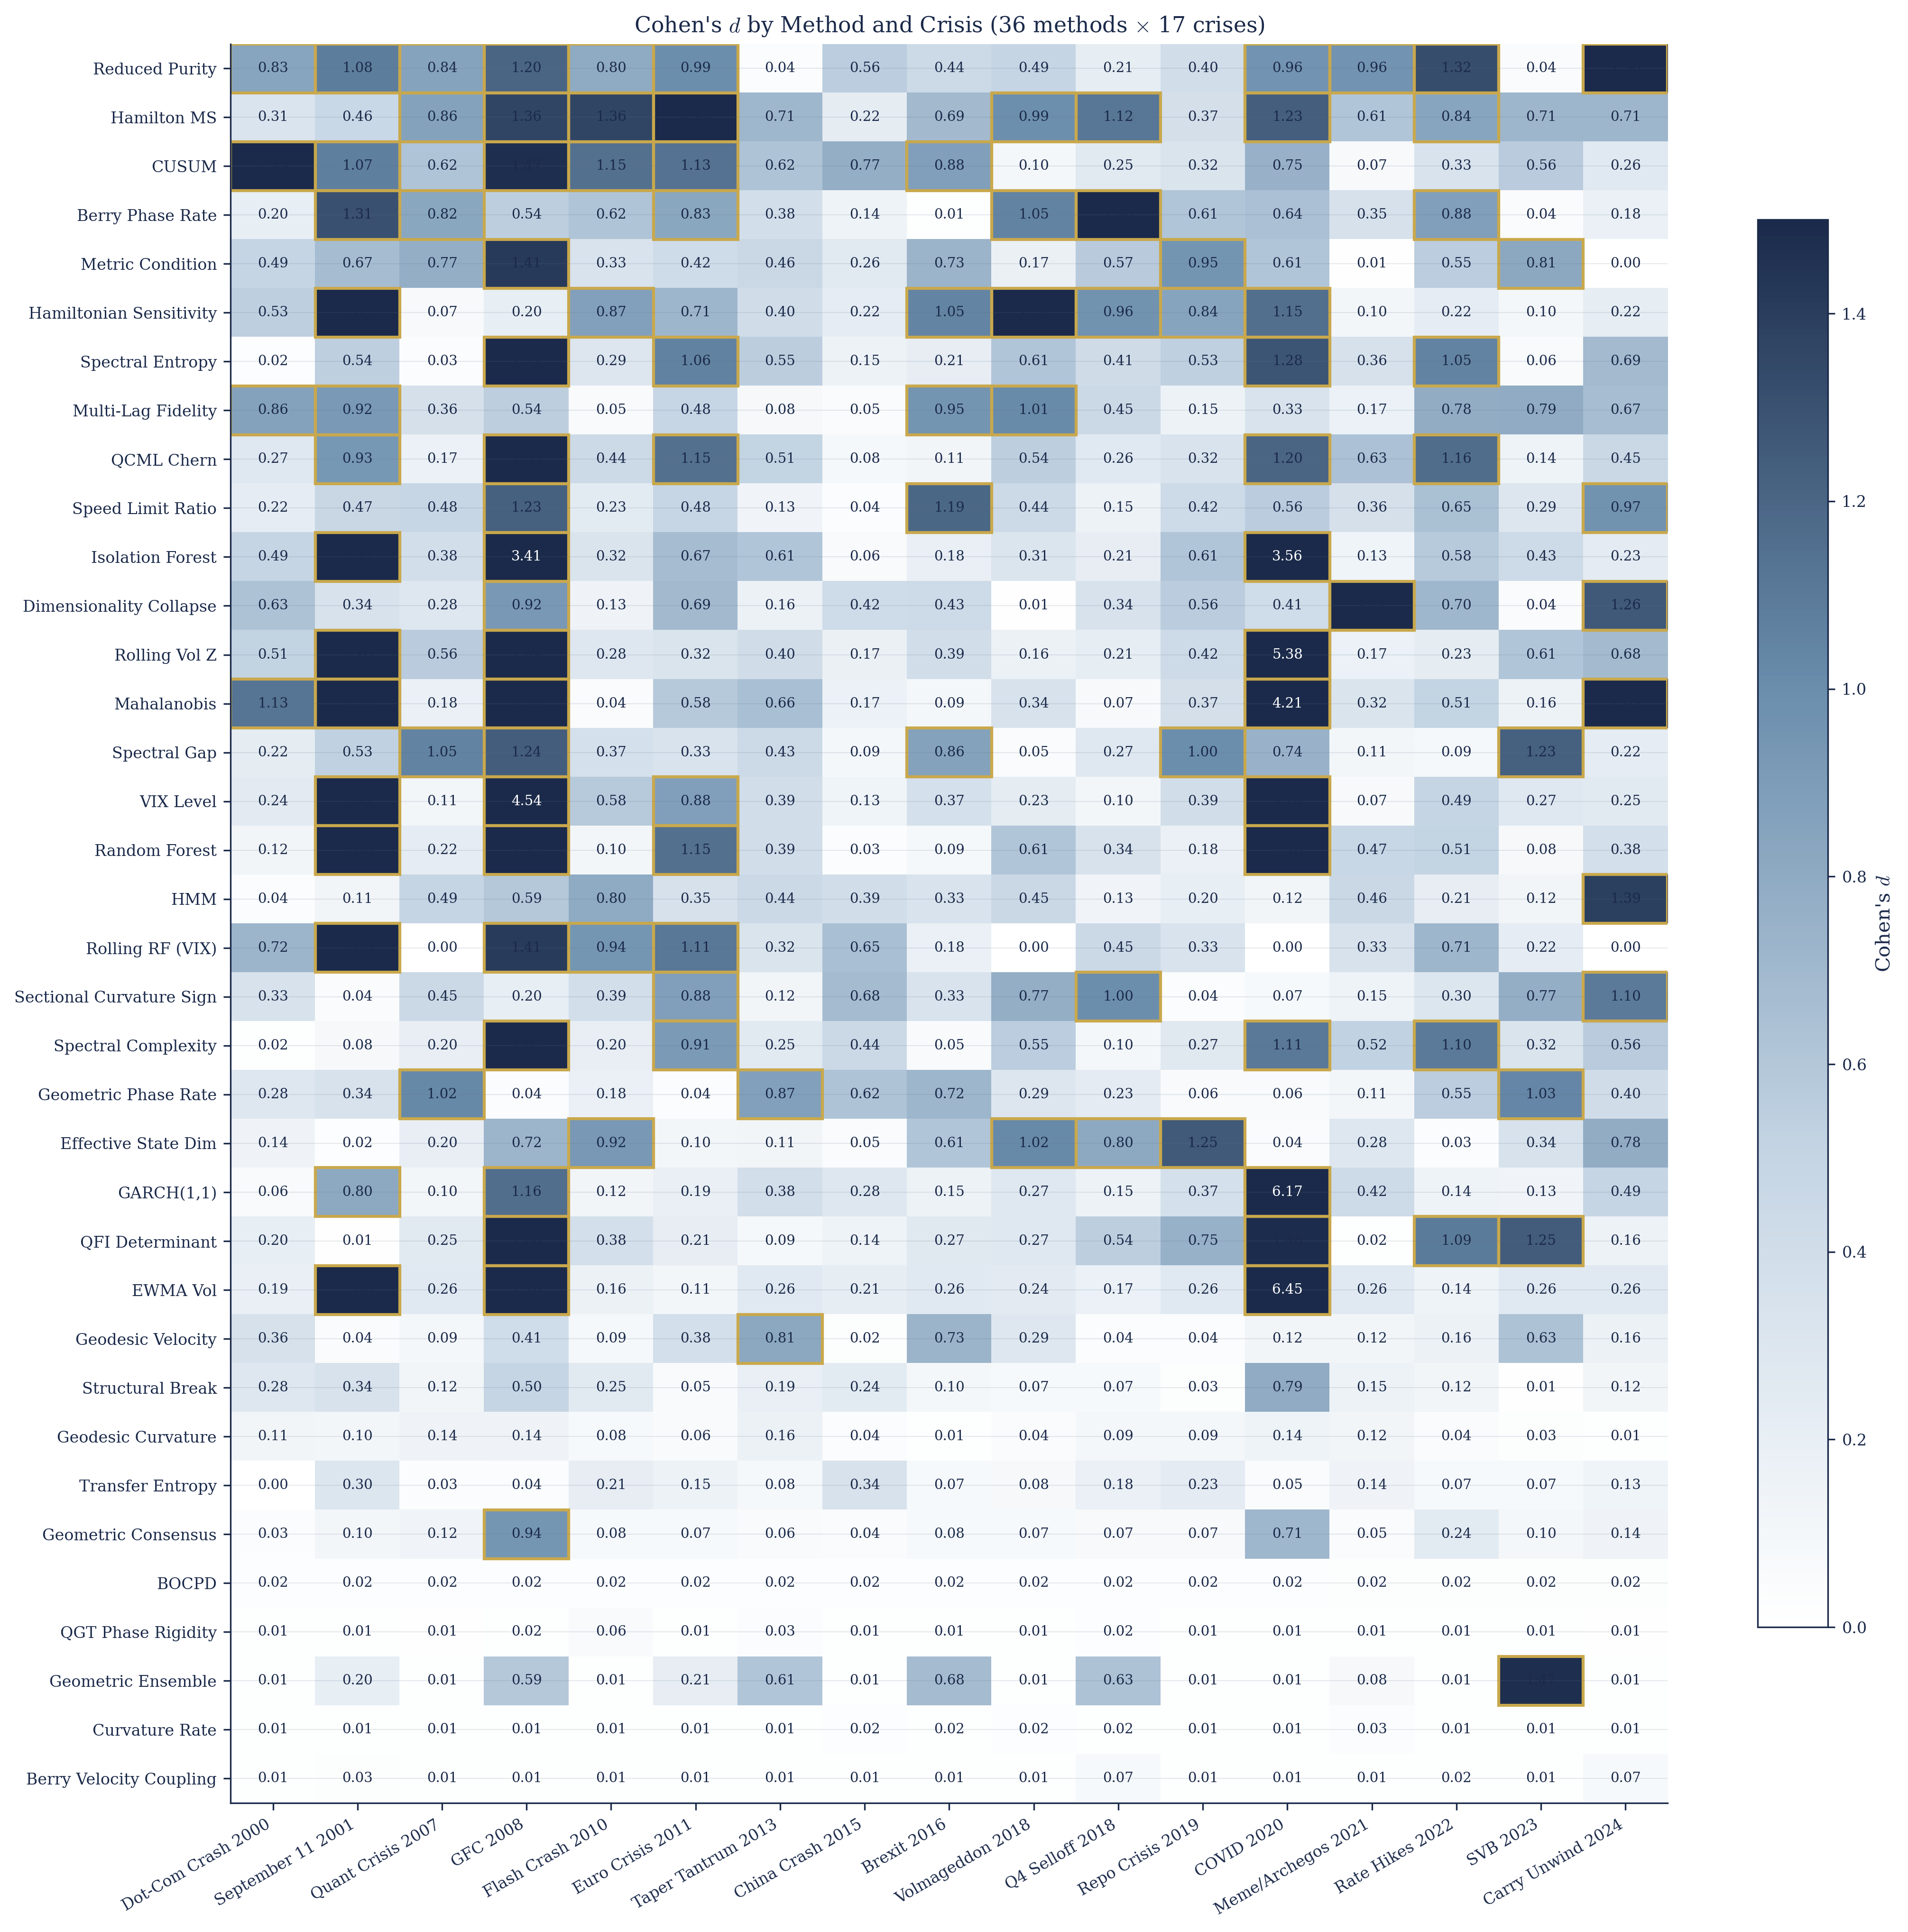 Cohen's d by Method and Crisis (36 methods × 17 crises)
Reduced Purity 0.83 1.08 0.84 1.20 0.80 0.99 0.04 0.56 0.44 0.49 0.21 0.40 0.96 0.96 1.32 0.04
Hamilton MS 0.31 0.46 0.86 1.36 1.36 0.71 0.22 0.69 0.99 1.12 0.37 1.23 0.61 0.84 0.71 0.71
CUSUM 1.07 0.62 1.15 1.13 0.62 0.77 0.88 0.10 0.25 0.32 0.75 0.07 0.33 0.56 0.26
Berry Phase Rate 0.20 1.31 0.82 0.54 0.62 0.83 0.38 0.14 0.01 1.05 0.61 0.64 0.35 0.88 0.04 0.18
Metric Condition 0.49 0.67 0.77 1.41 0.33 0.42 0.46 0.26 0.73 0.17 0.57 0.95 0.61 0.01 0.55 0.81 0.00
Hamiltonian Sensitivity 0.53 0.07 0.20 0.87 0.71 0.40 0.22 1.05 0.96 0.84 1.15 0.10 0.22 0.10 0.22
Spectral Entropy 0.02 0.54 0.03 0.29 1.06 0.55 0.15 0.21 0.61 0.41 0.53 1.28 0.36 1.05 0.06 0.69
Multi-Lag Fidelity 0.86 0.92 0.36 0.54 0.05 0.48 0.08 0.05 0.95 1.01 0.45 0.15 0.33 0.17 0.78 0.79 0.67
QCML Chern 0.27 0.93 0.17 0.44 1.15 0.51 0.08 0.11 0.54 0.26 0.32 1.20 0.63 1.16 0.14 0.45
Speed Limit Ratio 0.22 0.47 0.48 1.23 0.23 0.48 0.13 0.04 1.19 0.44 0.15 0.42 0.56 0.36 0.65 0.29 0.97
Isolation Forest 0.49 0.38 3.41 0.32 0.67 0.61 0.06 0.18 0.31 0.21 0.61 3.56 0.13 0.58 0.43 0.23
Dimensionality Collapse 0.63 0.34 0.28 0.92 0.13 0.69 0.16 0.42 0.43 0.01 0.34 0.56 0.41 0.70 0.04 1.26
Rolling Vol Z 0.51 0.56 0.28 0.32 0.40 0.17 0.39 0.16 0.21 0.42 5.38 0.17 0.23 0.61 0.68
Mahalanobis 1.13 0.18 0.04 0.58 0.66 0.17 0.09 0.34 0.07 0.37 4.21 0.32 0.51 0.16
Spectral Gap 0.22 0.53 1.05 1.24 0.37 0.33 0.43 0.09 0.86 0.05 0.27 1.00 0.74 0.11 0.09 1.23 0.22
VIX Level 0.24 0.11 4.54 0.58 0.88 0.39 0.13 0.37 0.23 0.10 0.39 0.07 0.49 0.27 0.25
Random Forest 0.12 0.22 0.10 1.15 0.39 0.03 0.09 0.61 0.34 0.18 0.47 0.51 0.08 0.38
HMM 0.04 0.11 0.49 0.59 0.80 0.35 0.44 0.39 0.33 0.45 0.13 0.20 0.12 0.46 0.21 0.12 1.39
Rolling RF (VIX) 0.72 0.00 1.41 0.94 1.11 0.32 0.65 0.18 0.00 0.45 0.33 0.00 0.33 0.71 0.22 0.00
Sectional Curvature Sign 0.33 0.04 0.45 0.20 0.39 0.88 0.12 0.68 0.33 0.77 1.00 0.04 0.07 0.15 0.30 0.77 1.10
Spectral Complexity 0.02 0.08 0.20 0.20 0.91 0.25 0.44 0.05 0.55 0.10 0.27 1.11 0.52 1.10 0.32 0.56
Geometric Phase Rate 0.28 0.34 1.02 0.04 0.18 0.04 0.87 0.62 0.72 0.29 0.23 0.06 0.06 0.11 0.55 1.03 0.40
Effective State Dim 0.14 0.02 0.20 0.72 0.92 0.10 0.11 0.05 0.61 1.02 0.80 1.25 0.04 0.28 0.03 0.34 0.78
GARCH(1,1) 0.06 0.80 0.10 1.16 0.12 0.19 0.38 0.28 0.15 0.27 0.15 0.37 6.17 0.42 0.14 0.13 0.49
QFI Determinant 0.20 0.01 0.25 0.38 0.21 0.09 0.14 0.27 0.27 0.54 0.75 0.02 1.09 1.25 0.16
EWMA Vol 0.19 0.26 0.16 0.11 0.26 0.21 0.26 0.24 0.17 0.26 6.45 0.26 0.14 0.26 0.26
Geodesic Velocity 0.36 0.04 0.09 0.41 0.09 0.38 0.81 0.02 0.73 0.29 0.04 0.04 0.12 0.12 0.16 0.63 0.16
Structural Break 0.28 0.34 0.12 0.50 0.25 0.05 0.19 0.24 0.10 0.07 0.07 0.03 0.79 0.15 0.12 0.01 0.12
Geodesic Curvature 0.11 0.10 0.14 0.14 0.08 0.06 0.16 0.04 0.01 0.04 0.09 0.09 0.14 0.12 0.04 0.03 0.01
Transfer Entropy 0.00 0.30 0.03 0.04 0.21 0.15 0.08 0.34 0.07 0.08 0.18 0.23 0.05 0.14 0.07 0.07 0.13
Geometric Consensus 0.03 0.10 0.12 0.94 0.08 0.07 0.06 0.04 0.08 0.07 0.07 0.07 0.71 0.05 0.24 0.10 0.14
BOCPD 0.02 0.02 0.02 0.02 0.02 0.02 0.02 0.02 0.02 0.02 0.02 0.02 0.02 0.02 0.02 0.02 0.02
QGT Phase Rigidity 0.01 0.01 0.01 0.02 0.06 0.01 0.03 0.01 0.01 0.01 0.02 0.01 0.01 0.01 0.01 0.01 0.01
Geometric Ensemble 0.01 0.20 0.01 0.59 0.01 0.21 0.61 0.01 0.68 0.01 0.63 0.01 0.01 0.08 0.01 0.01
Curvature Rate 0.01 0.01 0.01 0.01 0.01 0.01 0.01 0.02 0.02 0.02 0.02 0.01 0.01 0.03 0.01 0.01 0.01
Berry Velocity Coupling 0.01 0.03 0.01 0.01 0.01 0.01 0.01 0.01 0.01 0.01 0.07 0.01 0.01 0.01 0.02 0.01 0.07
Dot-Com Crash 2000
September 11 2001
Quant Crisis 2007
GFC 2008
Flash Crash 2010
Euro Crisis 2011
Taper Tantrum 2013
China Crash 2015
Brexit 2016
Volmageddon 2018
Q4 Selloff 2018
Repo Crisis 2019
COVID 2020
Meme/Archegos 2021
Rate Hikes 2022
SVB 2023
Carry Unwind 2024
1.4
1.2
1.0
0.8
0.6
0.4
0.2
0.0
Cohen's d